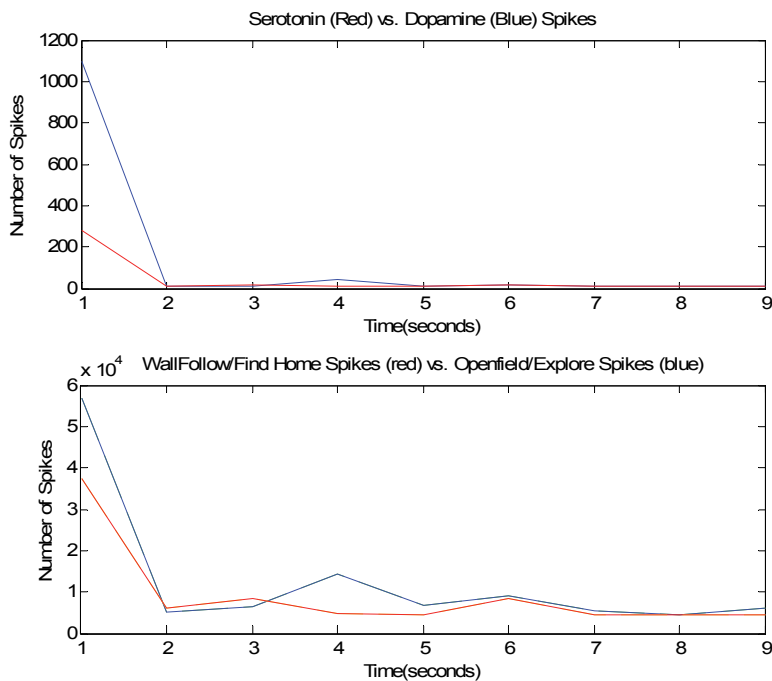 Serotonin (Red) vs. Dopamine (Blue) Spikes
1200
1000
800
600
400
200
0
Number of Spikes
1 2 3 4 5 6 7 8 9
Time(seconds)
x 10^4
WallFollow/Find Home Spikes (red) vs. Openfield/Explore Spikes (blue)
6
5
4
3
2
1
0
Number of Spikes
1 2 3 4 5 6 7 8 9
Time(seconds)